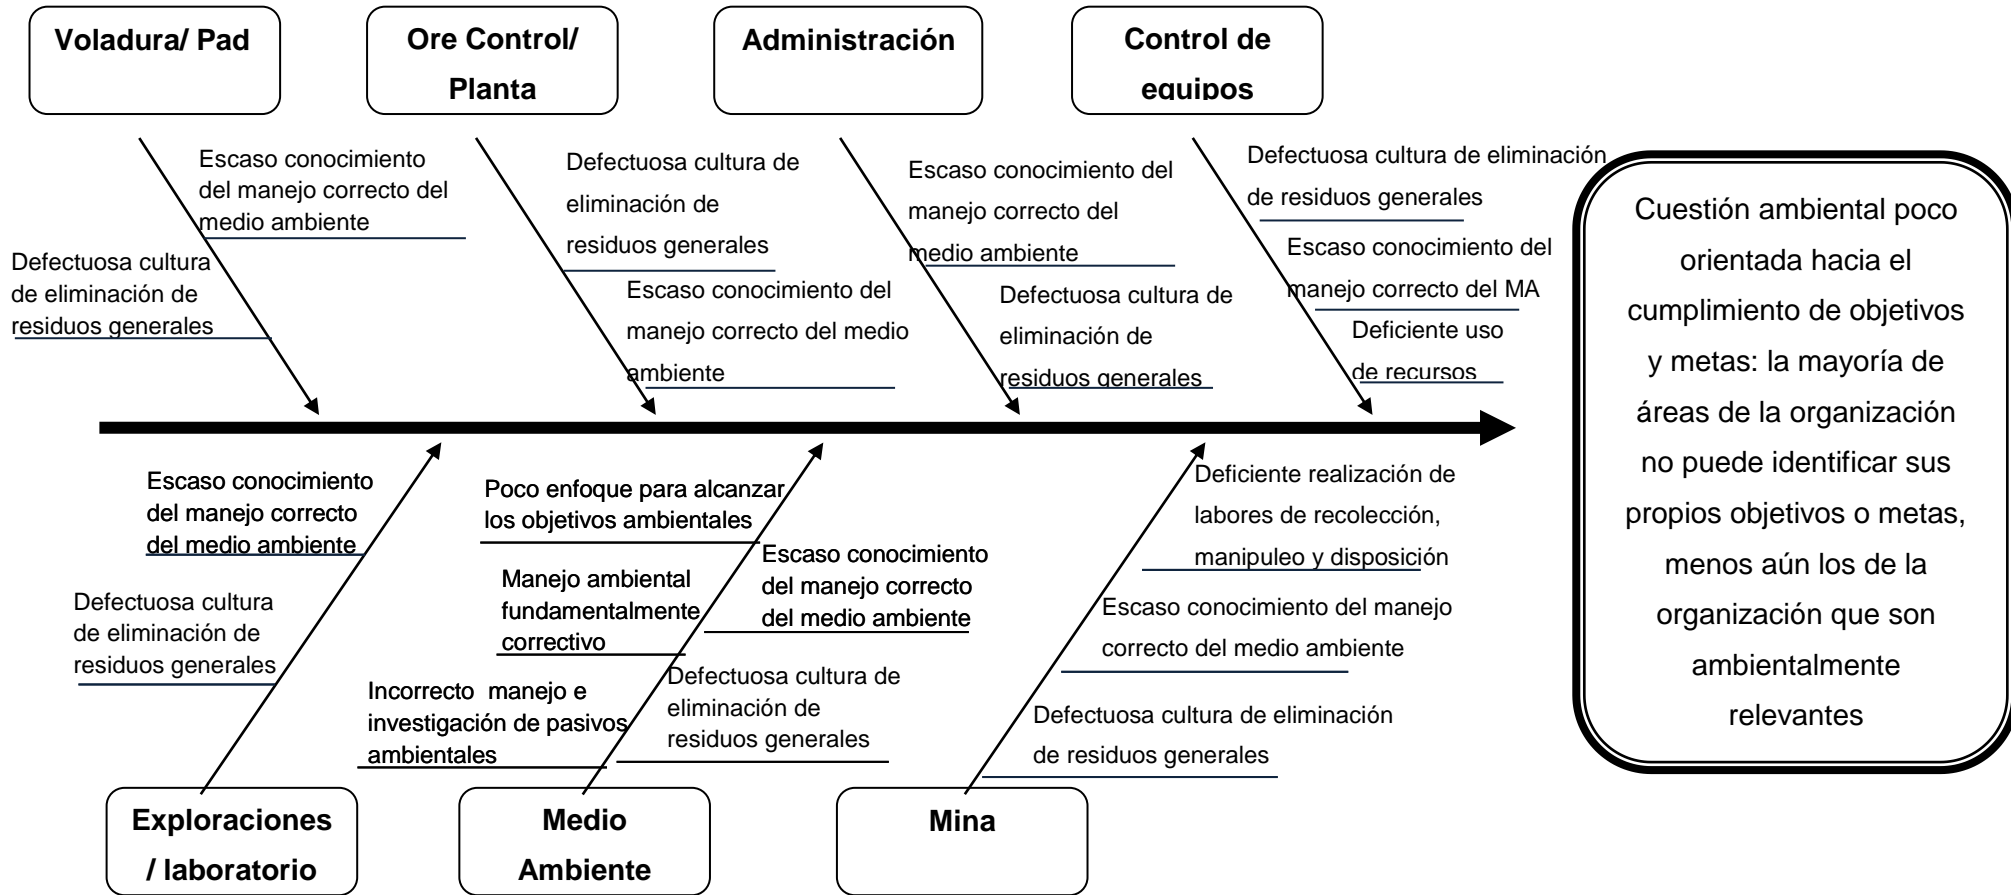 Voladura/ Pad
Ore Control/
Planta
Administración
Control de
equipos
Escaso conocimiento
del manejo correcto del
medio ambiente
Defectuosa cultura
de eliminación de
residuos generales
Defectuosa cultura de
eliminación de
residuos generales
Escaso conocimiento del
manejo correcto del medio
ambiente
Escaso conocimiento del
manejo correcto del
medio ambiente
Defectuosa cultura de
eliminación de
residuos generales
Defectuosa cultura de eliminación
de residuos generales
Escaso conocimiento del
manejo correcto del MA
Deficiente uso
de recursos
Cuestión ambiental poco
orientada hacia el
cumplimiento de objetivos
y metas: la mayoría de
áreas de la organización
no puede identificar sus
propios objetivos o metas,
menos aún los de la
organización que son
ambientalmente
relevantes
Escaso conocimiento
del manejo correcto
del medio ambiente
Defectuosa cultura
de eliminación de
residuos generales
Poco enfoque para alcanzar
los objetivos ambientales
Manejo ambiental
fundamentalmente
correctivo
Incorrecto  manejo e
investigación de pasivos
ambientales
Escaso conocimiento
del manejo correcto
del medio ambiente
Defectuosa cultura de
eliminación de
residuos generales
Deficiente realización de
labores de recolección,
manipuleo y disposición
Escaso conocimiento del manejo
correcto del medio ambiente
Defectuosa cultura de eliminación
de residuos generales
Exploraciones
/ laboratorio
Medio
Ambiente
Mina